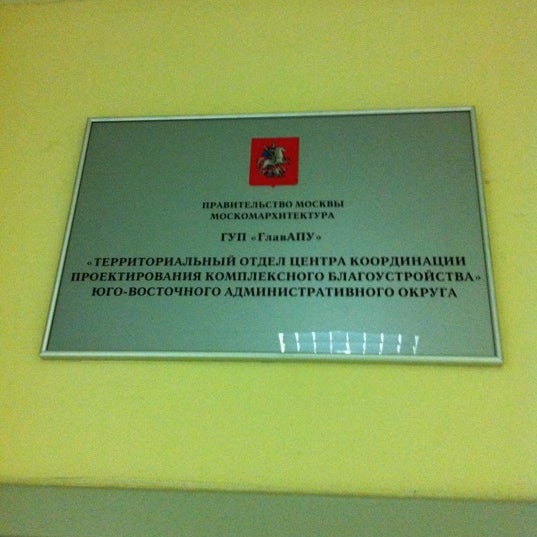 ПРАВИТЕЛЬСТВО МОСКВЫ
МОСКОМАРХИТЕКТУРА
ГУП «ГлавАПУ»
«ТЕРРИТОРИАЛЬНЫЙ ОТДЕЛ ЦЕНТРА КООРДИНАЦИИ
ПРОЕКТИРОВАНИЯ КОМПЛЕКСНОГО БЛАГОУСТРОЙСТВА»
ЮГО-ВОСТОЧНОГО АДМИНИСТРАТИВНОГО ОКРУГА